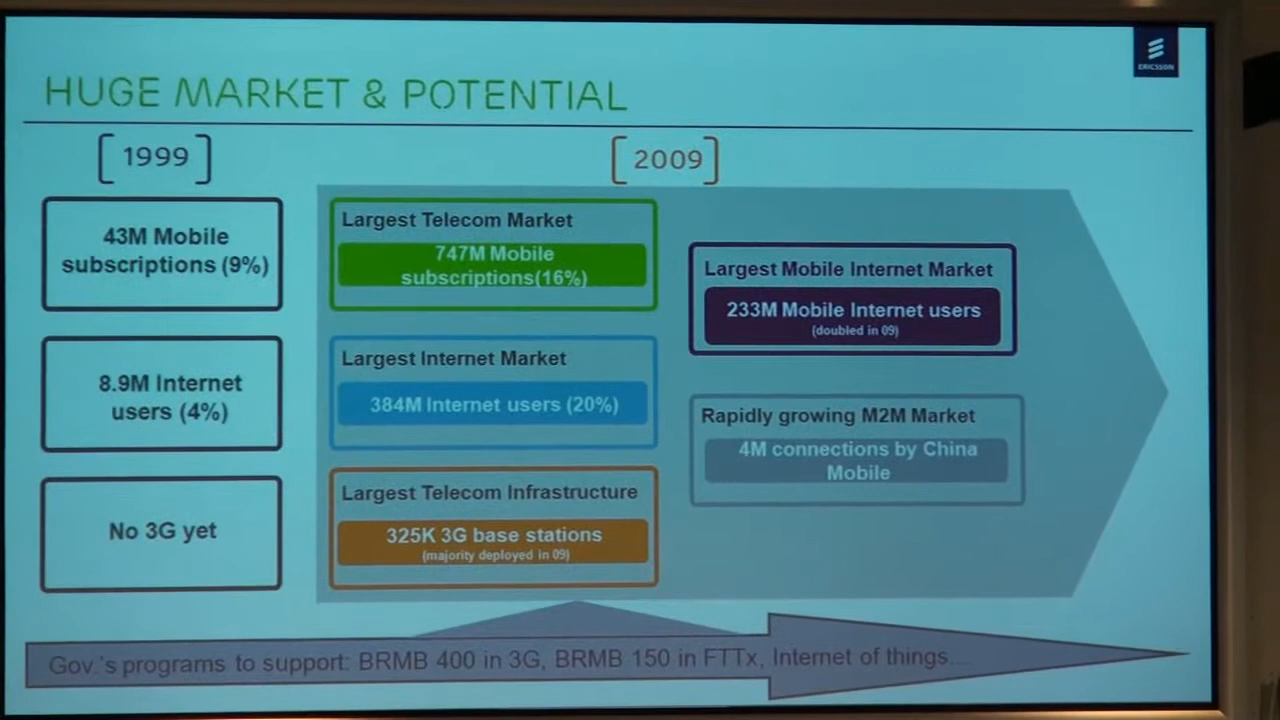 ERICSSON
HUGE MARKET & POTENTIAL
[ 1999 ]
[ 2009 ]
43M Mobile
subscriptions (9%)
8.9M Internet
users (4%)
No 3G yet
Largest Telecom Market
747M Mobile
subscriptions(16%)
Largest Internet Market
384M Internet users (20%)
Largest Telecom Infrastructure
325K 3G base stations
(majority deployed in 09)
Largest Mobile Internet Market
233M Mobile Internet users
(doubled in 09)
Rapidly growing M2M Market
4M connections by China
Mobile
Gov.'s programs to support: BRMB 400 in 3G, BRMB 150 in FTTx, Internet of things...